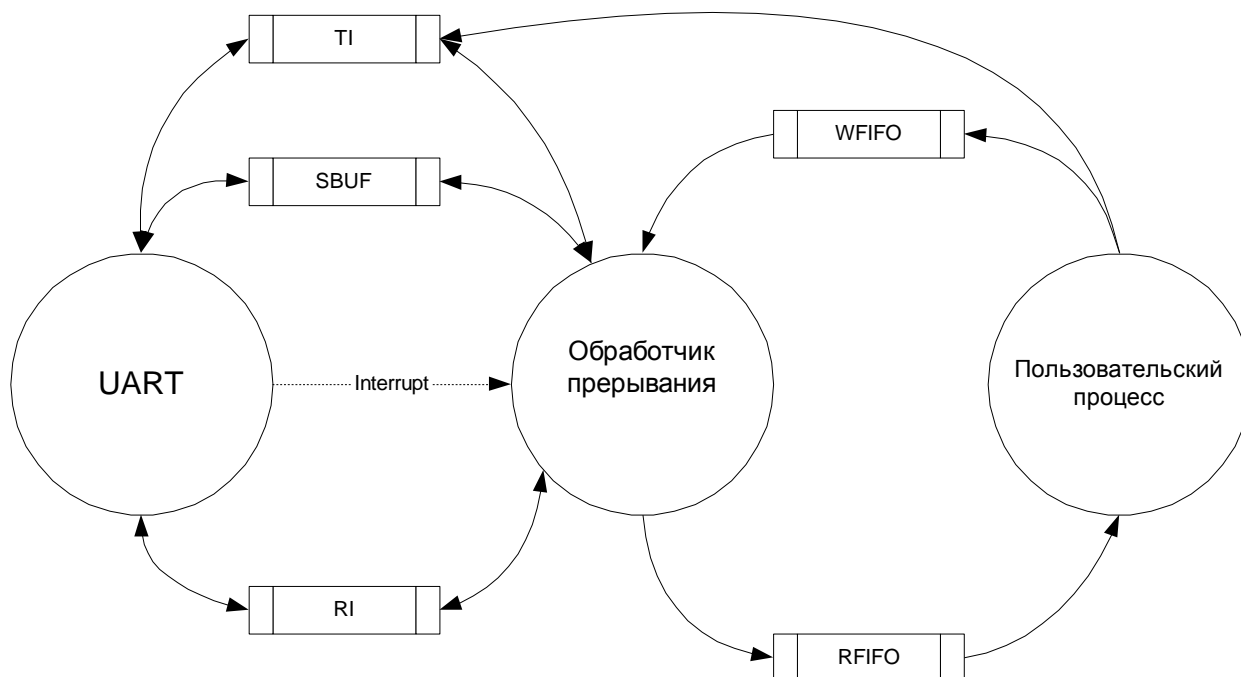 TI
WFIFO
SBUF
UART
Interrupt
Обработчик
прерывания
Пользовательский
процесс
RI
RFIFO